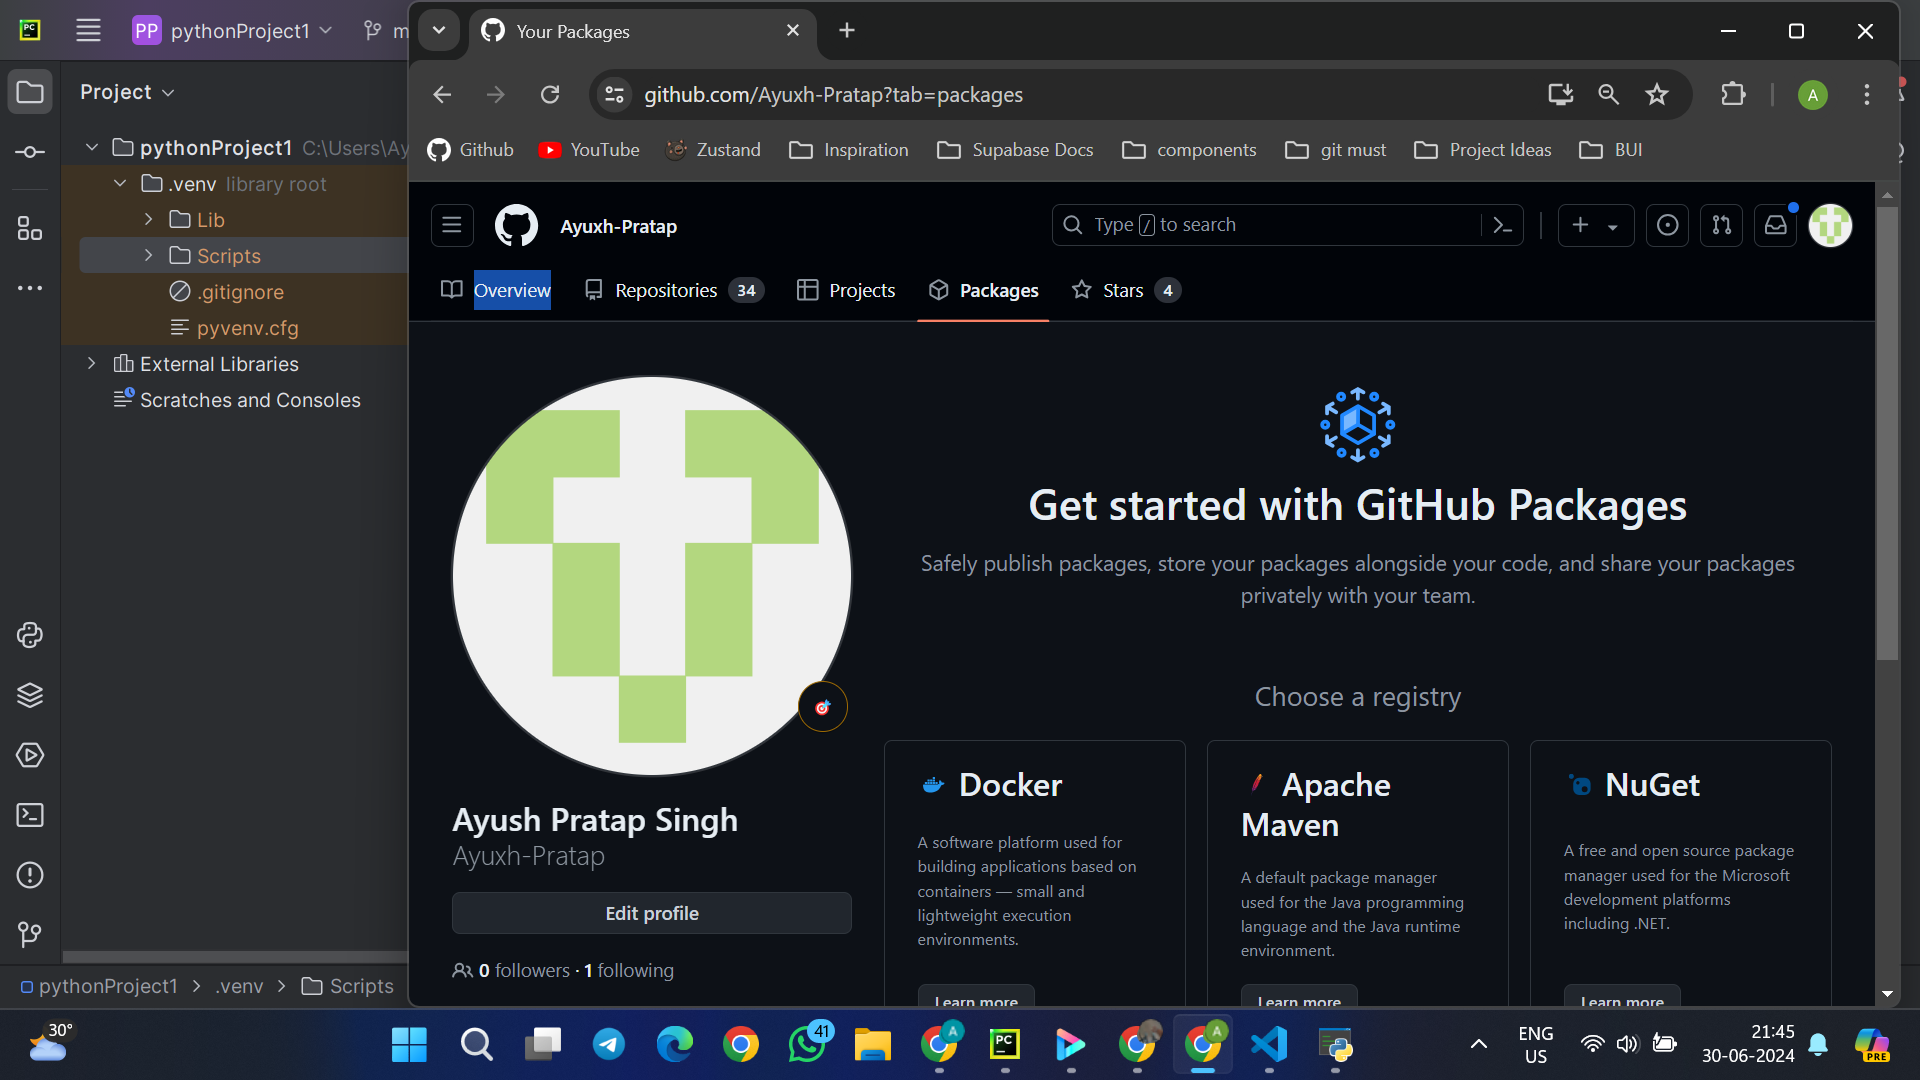 PC
PP pythonProject1
m
Project
pythonProject1 C:\Users\Ay
.venv library root
Lib
Scripts
.gitignore
pyvenv.cfg
External Libraries
Scratches and Consoles
pythonProject1 > .venv > Scripts
Your Packages
github.com/Ayuxh-Pratap?tab=packages
A
Github YouTube Zustand Inspiration Supabase Docs components git must Project Ideas BUI
Ayuxh-Pratap
Type / to search
Overview Repositories 34 Projects Packages Stars 4
Ayush Pratap Singh
Ayuxh-Pratap
Edit profile
0 followers · 1 following
Get started with GitHub Packages
Safely publish packages, store your packages alongside your code, and share your packages
privately with your team.
Choose a registry
Docker
A software platform used for
building applications based on
containers — small and
lightweight execution
environments.
Learn more
Apache
Maven
A default package manager
used for the Java programming
language and the Java runtime
environment.
Learn more
NuGet
A free and open source package
manager used for the Microsoft
development platforms
including .NET.
Learn more
30°
41
A
PC
A
ENG
US
21:45
30-06-2024
PRE